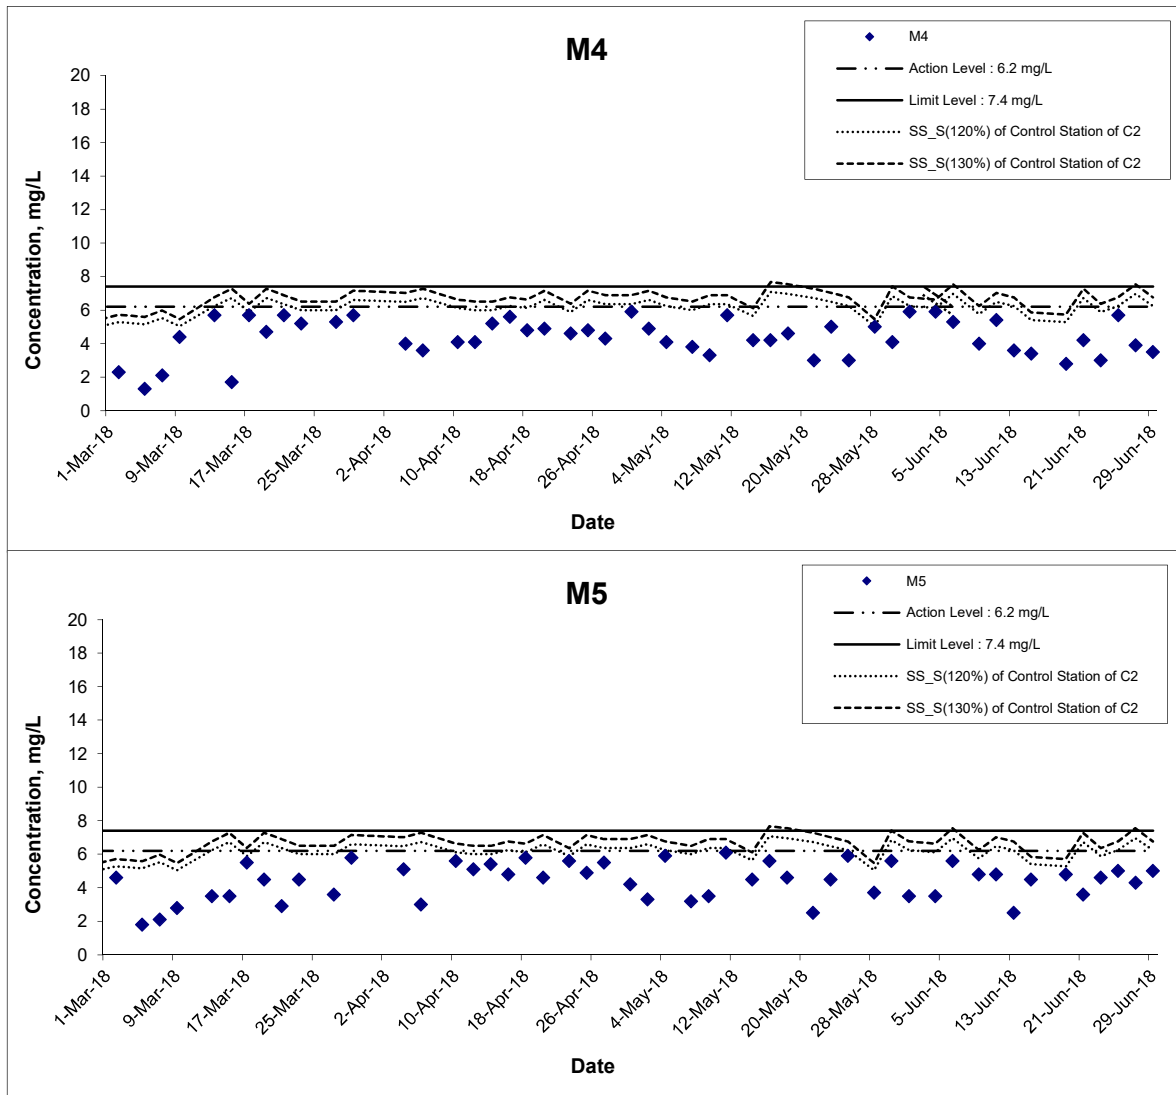 M4
M4
Action Level : 6.2 mg/L
Limit Level : 7.4 mg/L
SS_S(120%) of Control Station of C2
SS_S(130%) of Control Station of C2
Concentration, mg/L
20
18
16
14
12
10
8
6
4
2
0
1-Mar-18
9-Mar-18
17-Mar-18
25-Mar-18
2-Apr-18
10-Apr-18
18-Apr-18
26-Apr-18
4-May-18
12-May-18
20-May-18
28-May-18
5-Jun-18
13-Jun-18
21-Jun-18
29-Jun-18
Date
M5
M5
Action Level : 6.2 mg/L
Limit Level : 7.4 mg/L
SS_S(120%) of Control Station of C2
SS_S(130%) of Control Station of C2
Concentration, mg/L
20
18
16
14
12
10
8
6
4
2
0
1-Mar-18
9-Mar-18
17-Mar-18
25-Mar-18
2-Apr-18
10-Apr-18
18-Apr-18
26-Apr-18
4-May-18
12-May-18
20-May-18
28-May-18
5-Jun-18
13-Jun-18
21-Jun-18
29-Jun-18
Date